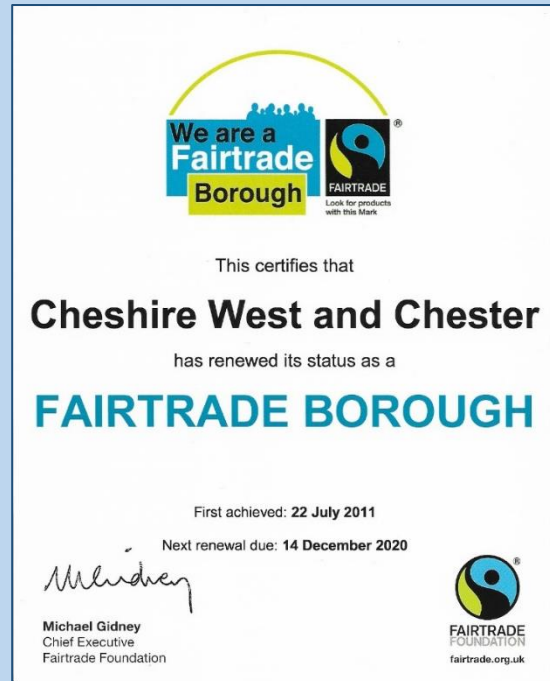 We are a
Fairtrade
Borough
®
FAIRTRADE
Look for products
with this Mark
This certifies that
Cheshire West and Chester
has renewed its status as a
FAIRTRADE BOROUGH
First achieved: 22 July 2011
Next renewal due: 14 December 2020
Michael Gidney
Chief Executive
Fairtrade Foundation
®
FAIRTRADE
FOUNDATION
fairtrade.org.uk